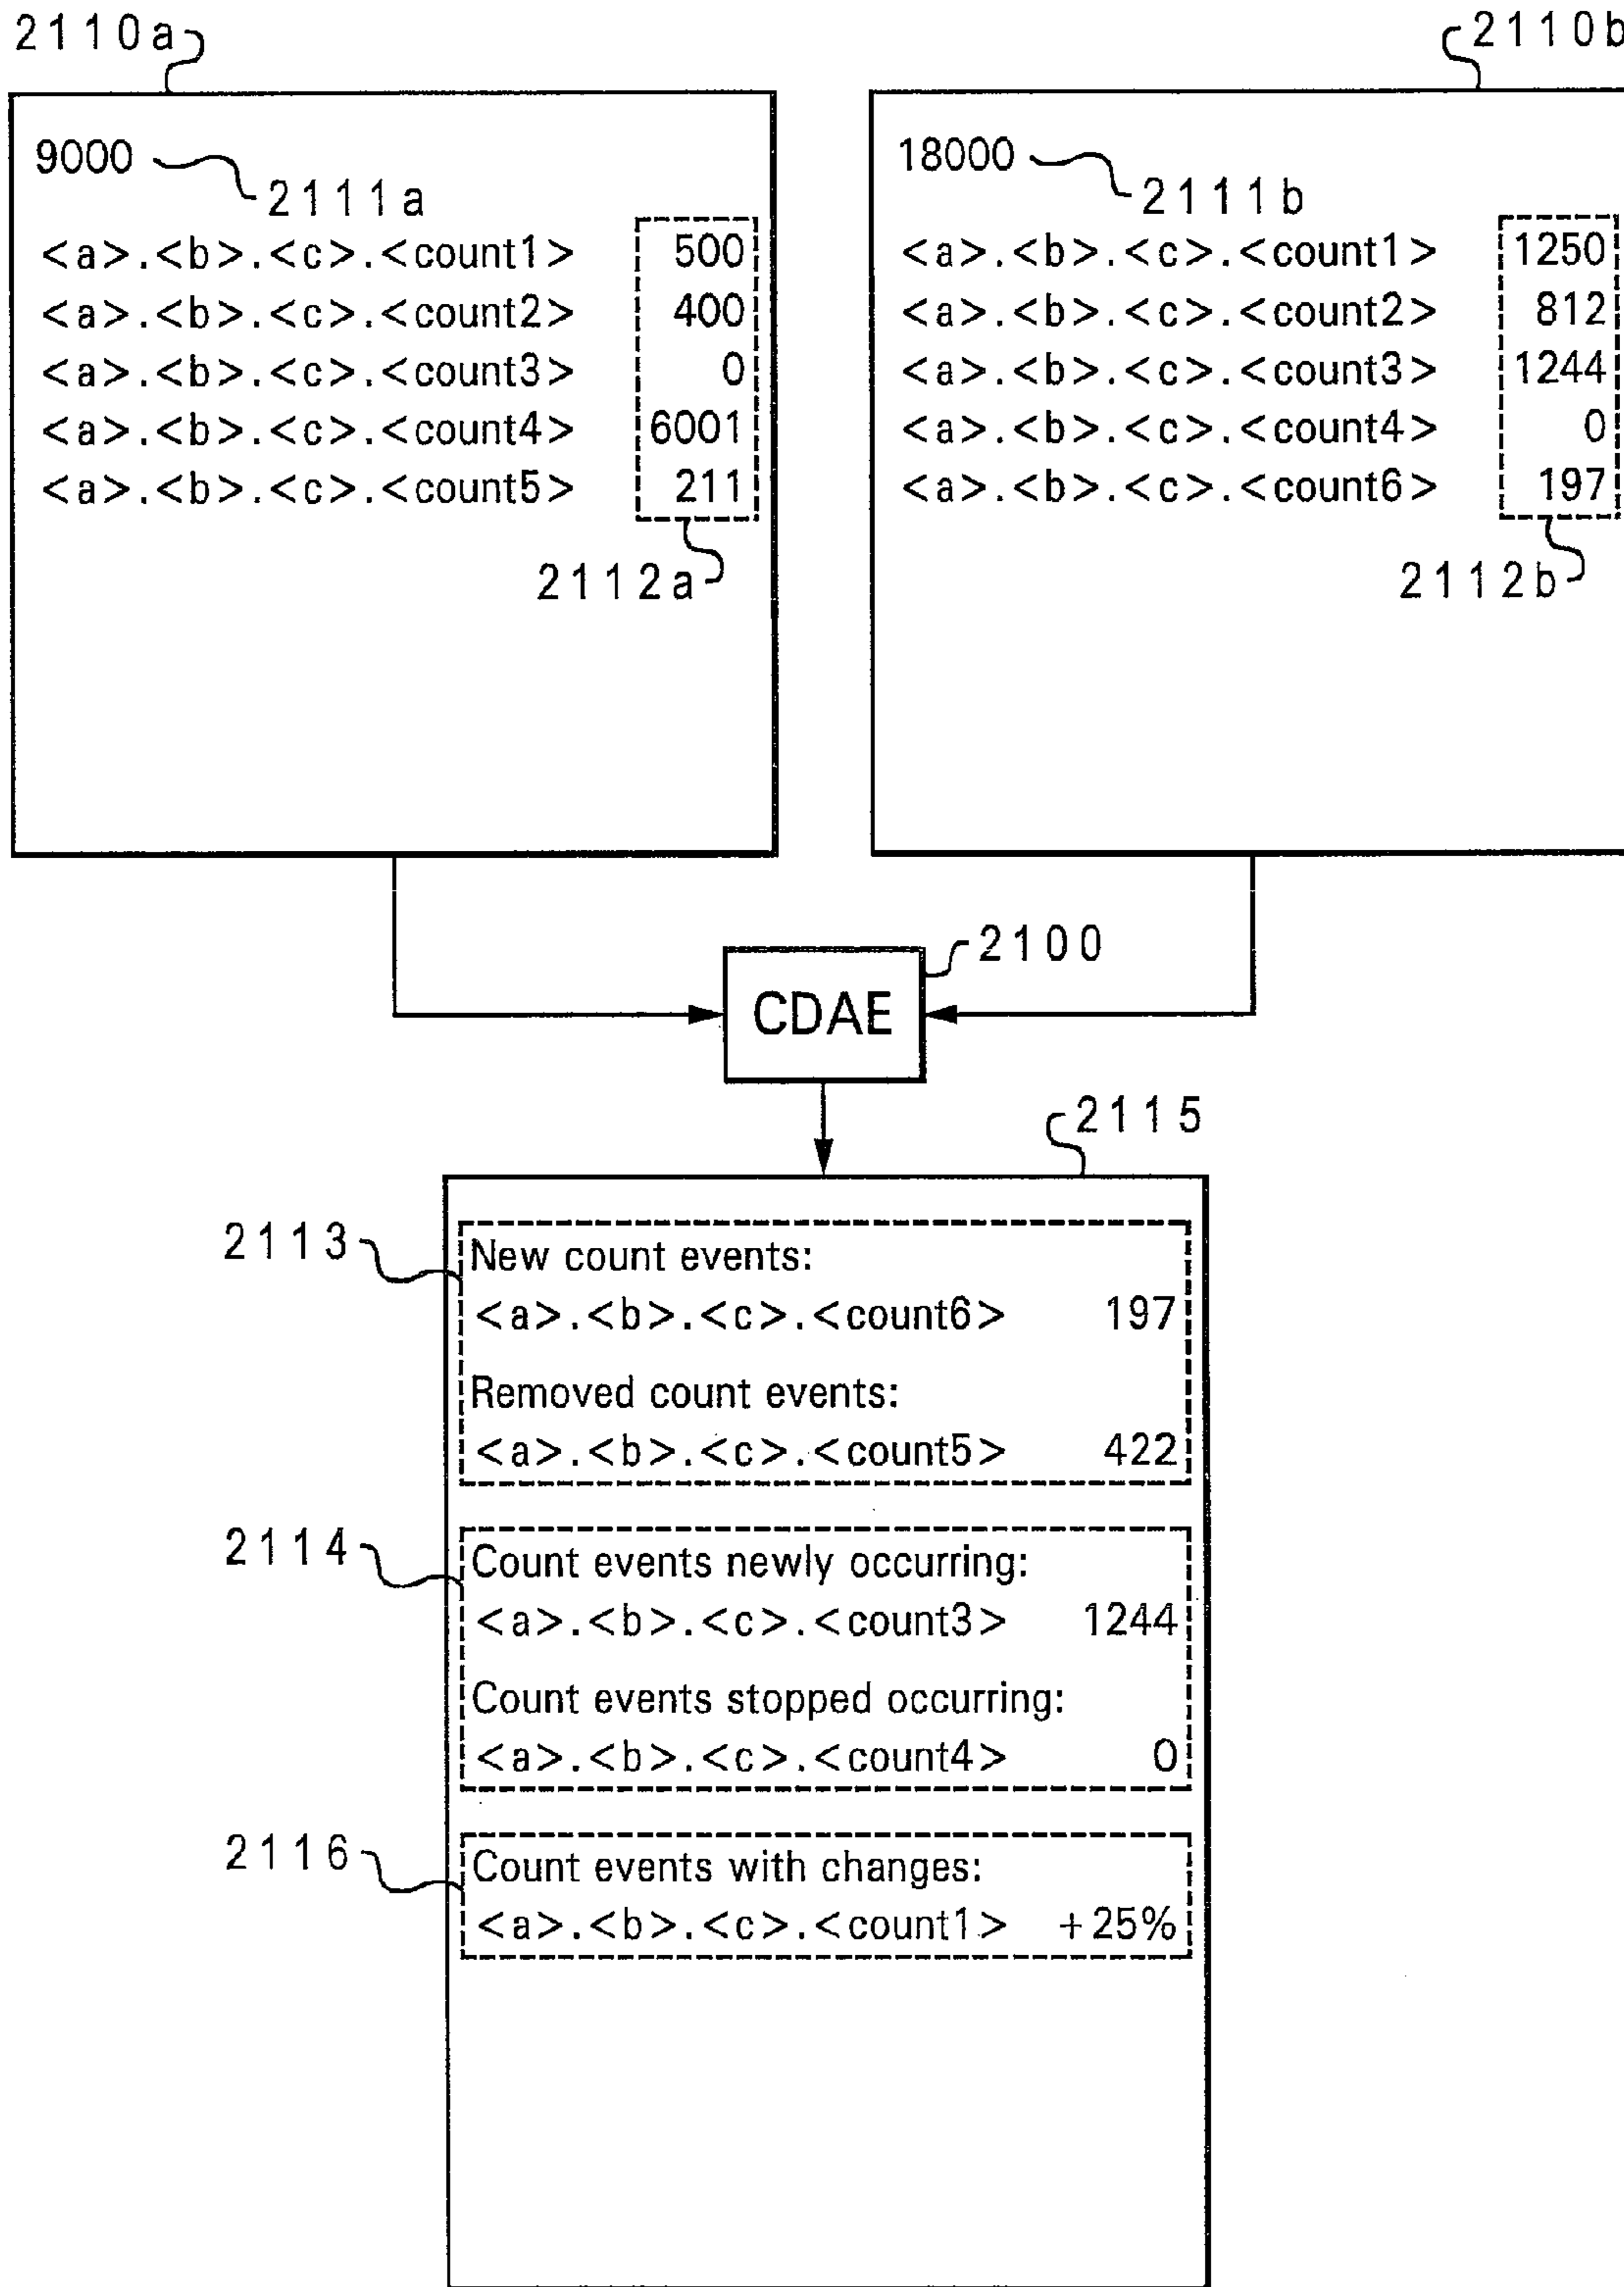 2110a
9000
2111a
<a>.<b>.<c>.<count1> 500
<a>.<b>.<c>.<count2> 400
<a>.<b>.<c>.<count3> 0
<a>.<b>.<c>.<count4> 6001
<a>.<b>.<c>.<count5> 211
2112a
2110b
18000
2111b
<a>.<b>.<c>.<count1> 1250
<a>.<b>.<c>.<count2> 812
<a>.<b>.<c>.<count3> 1244
<a>.<b>.<c>.<count4> 0
<a>.<b>.<c>.<count6> 197
2112b
2100
CDAE
2115
2113
New count events:
<a>.<b>.<c>.<count6> 197
Removed count events:
<a>.<b>.<c>.<count5> 422
2114
Count events newly occurring:
<a>.<b>.<c>.<count3> 1244
Count events stopped occurring:
<a>.<b>.<c>.<count4> 0
2116
Count events with changes:
<a>.<b>.<c>.<count1> +25%